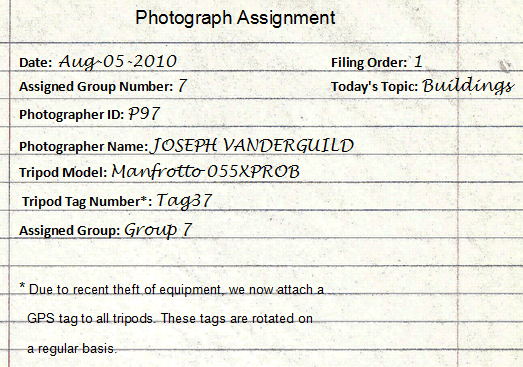 Photograph Assignment
Date: Aug-05-2010 Filing Order: 1
Assigned Group Number: 7 Today's Topic: Buildings
Photographer ID: P97
Photographer Name: JOSEPH VANDERGUILD
Tripod Model: Manfrotto 055XPROB
Tripod Tag Number*: Tag37
Assigned Group: Group 7
* Due to recent theft of equipment, we now attach a
GPS tag to all tripods. These tags are rotated on
a regular basis.